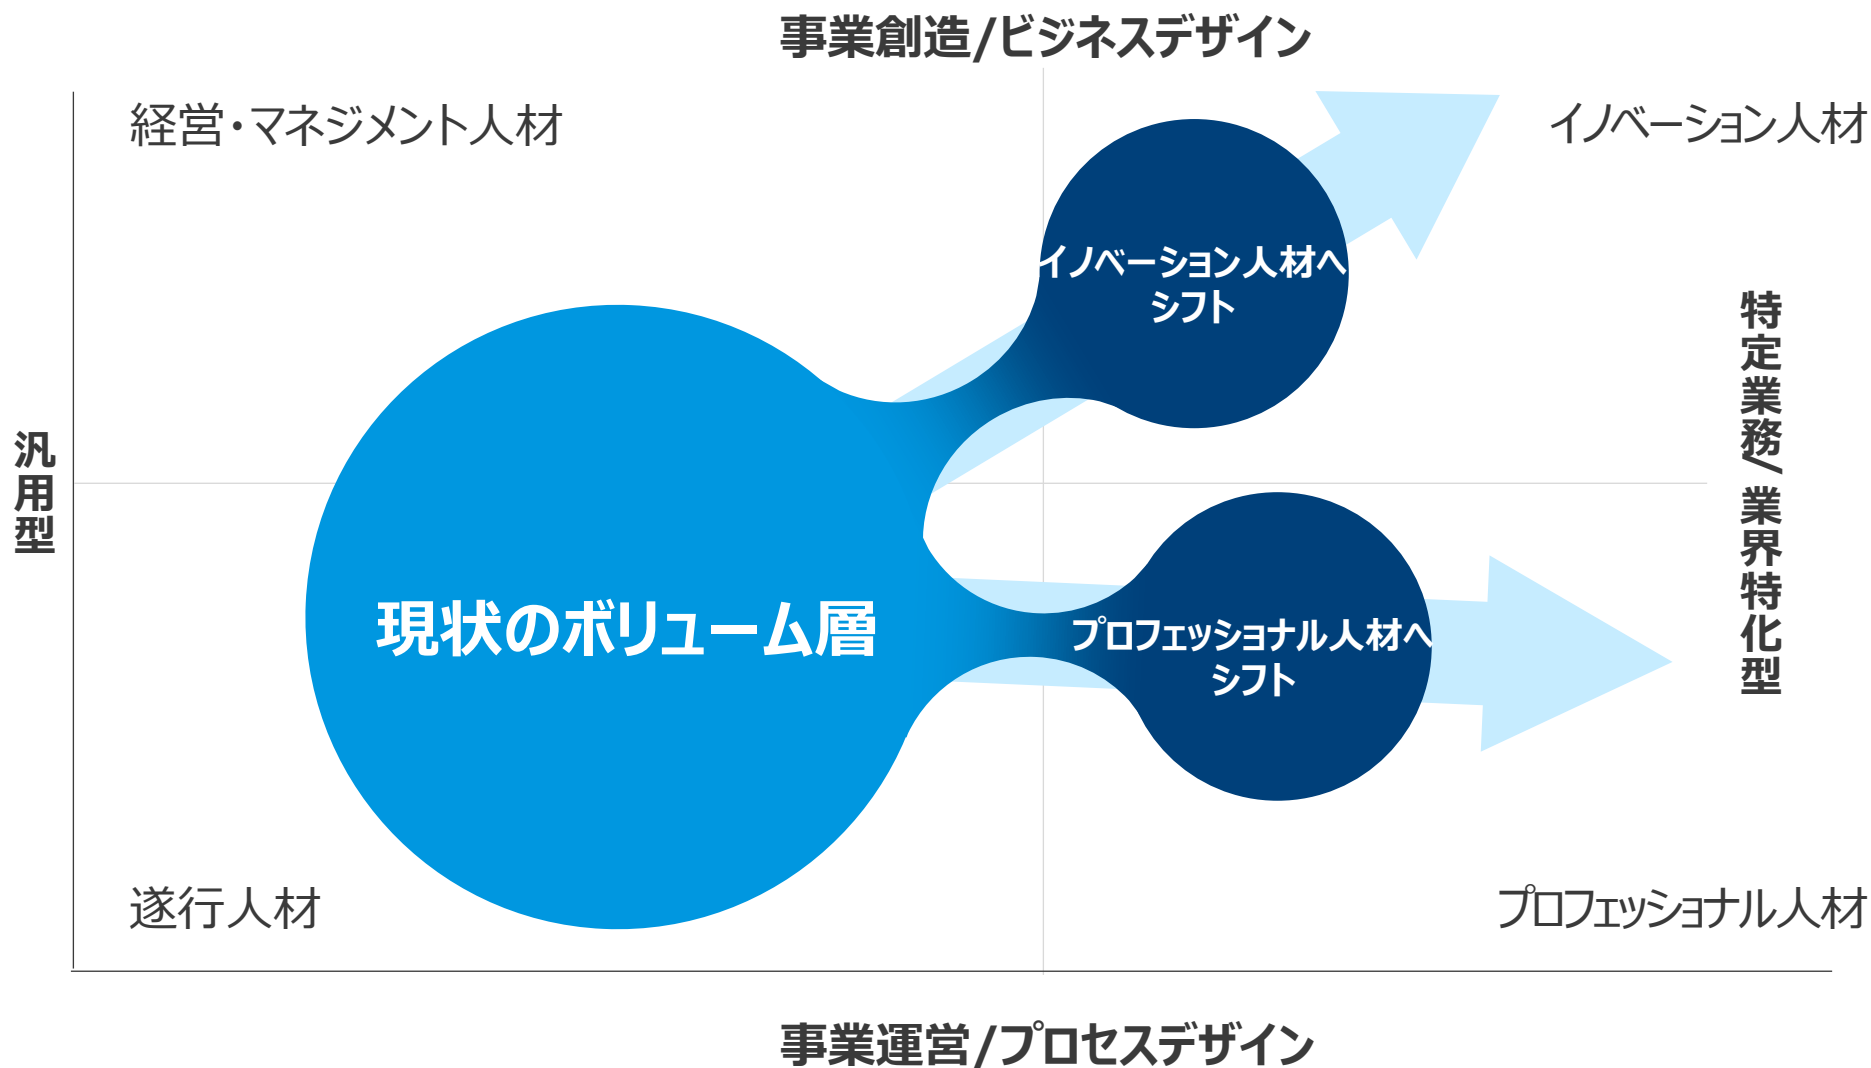 事業創造/ビジネスデザイン
経営・マネジメント人材
イノベーション人材
イノベーション人材へ
シフト
汎用型
特定業務/業界特化型
現状のボリューム層
プロフェッショナル人材へ
シフト
遂行人材
プロフェッショナル人材
事業運営/プロセスデザイン